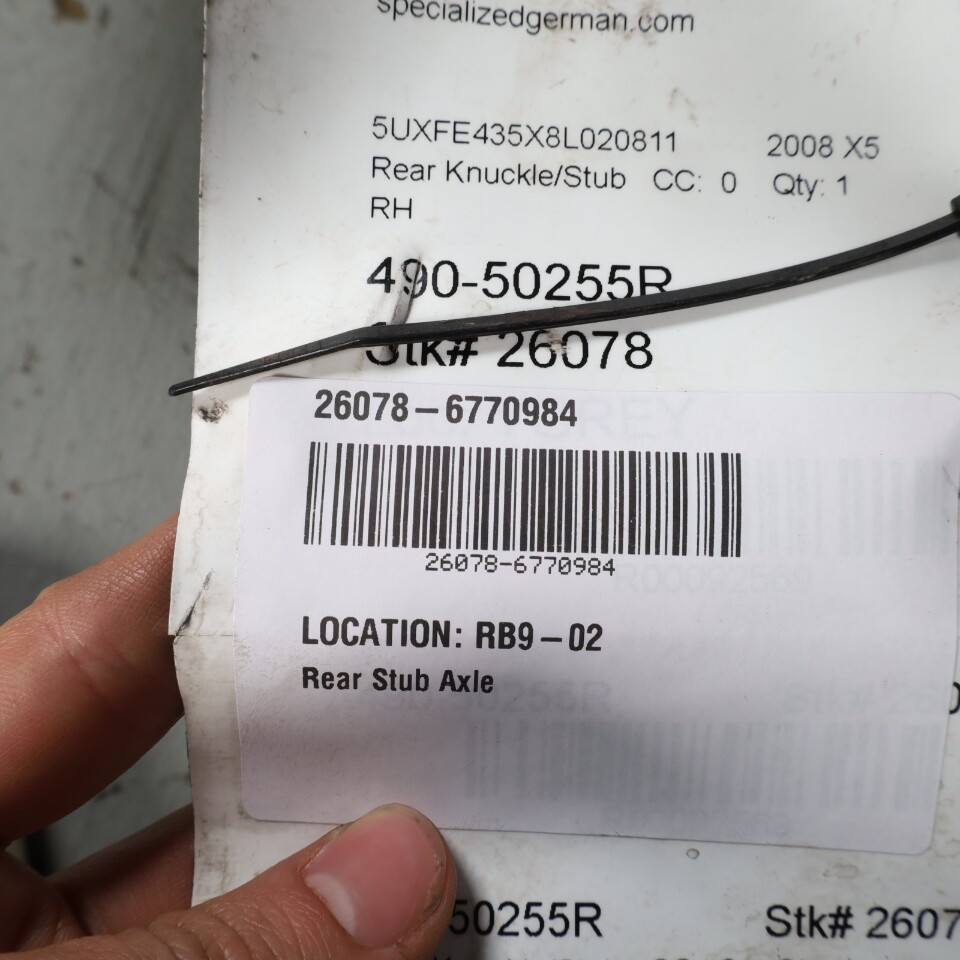 specializedgerman.com
5UXFE435X8L020811 2008 X5
Rear Knuckle/Stub CC: 0 Qty: 1
RH
490-50255R
Stk# 26078
26078-6770984
26078-6770984
LOCATION: RB9-02
Rear Stub Axle
50255R Stk# 2607